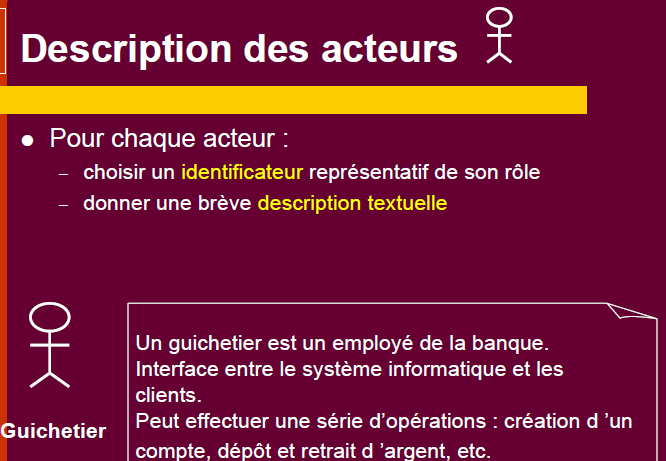 Description des acteurs
Pour chaque acteur :
– choisir un identificateur représentatif de son rôle
– donner une brève description textuelle
Un guichetier est un employé de la banque.
Interface entre le système informatique et les
clients.
Peut effectuer une série d'opérations : création d 'un
compte, dépôt et retrait d 'argent, etc.
Guichetier